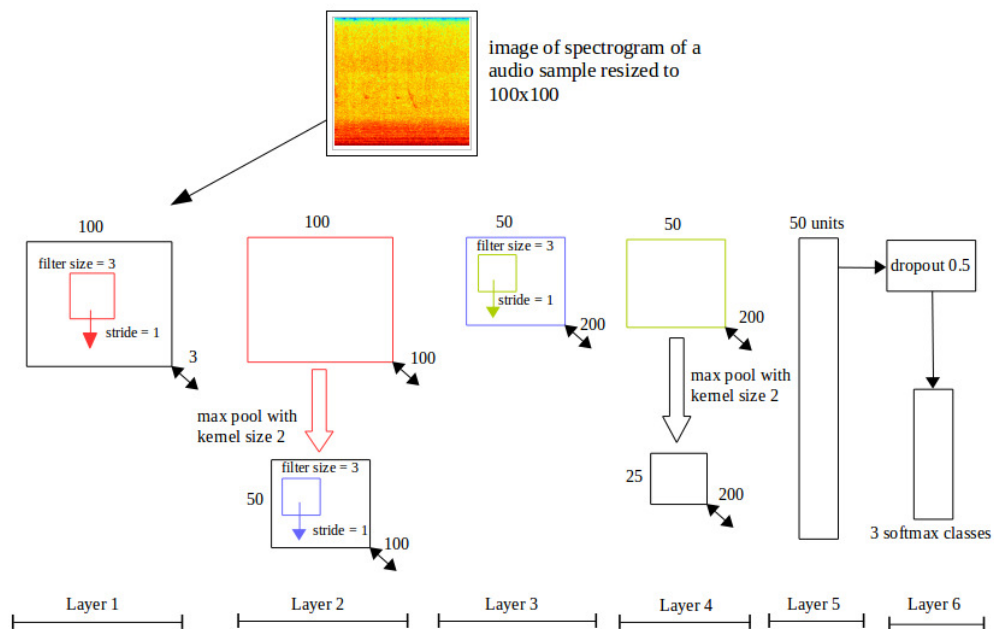 image of spectrogram of a
audio sample resized to
100x100
100
filter size = 3
stride = 1
3
100
100
max pool with
kernel size 2
filter size = 3
50
stride = 1
100
50
filter size = 3
stride = 1
200
50
200
max pool with
kernel size 2
25
200
50 units
dropout 0.5
3 softmax classes
Layer 1
Layer 2
Layer 3
Layer 4
Layer 5
Layer 6